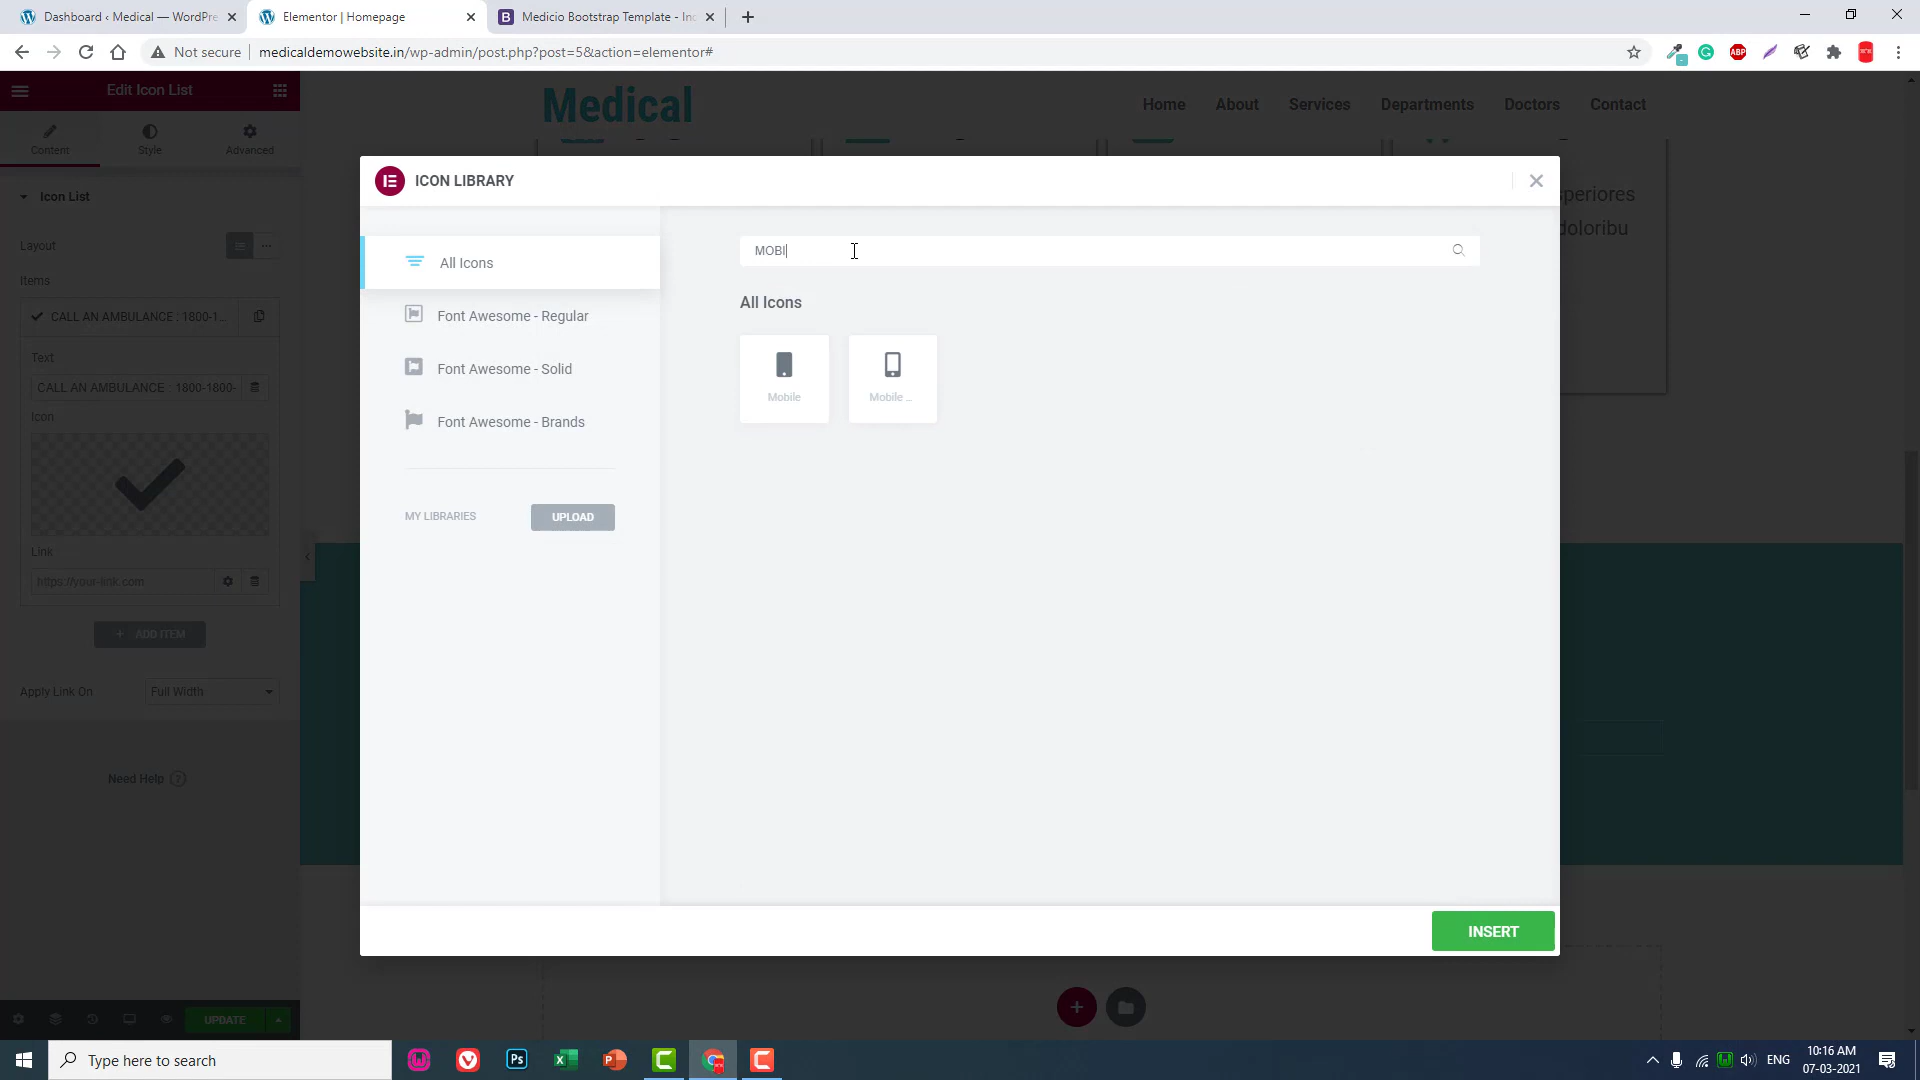 Dashboard ‹ Medical — WordPre
Elementor | Homepage
Medicio Bootstrap Template - In
Not secure
medicaldemowebsite.in/wp-admin/post.php?post=5&action=elementor#
ABP
Edit Icon List
Content
Style
Advanced
Medical
Home
About
Services
Departments
Doctors
Contact
speriores
doloribu
Icon List
Layout
Items
CALL AN AMBULANCE : 1800-1...
Text
CALL AN AMBULANCE : 1800-1800-
Icon
Link
https://your-link.com
ADD ITEM
Apply Link On
Full Width
Need Help
UPDATE
ICON LIBRARY
All Icons
Font Awesome - Regular
Font Awesome - Solid
Font Awesome - Brands
MY LIBRARIES
UPLOAD
MOBI
All Icons
Mobile
Mobile ...
INSERT
Type here to search
Ps
ENG
10:16 AM
07-03-2021